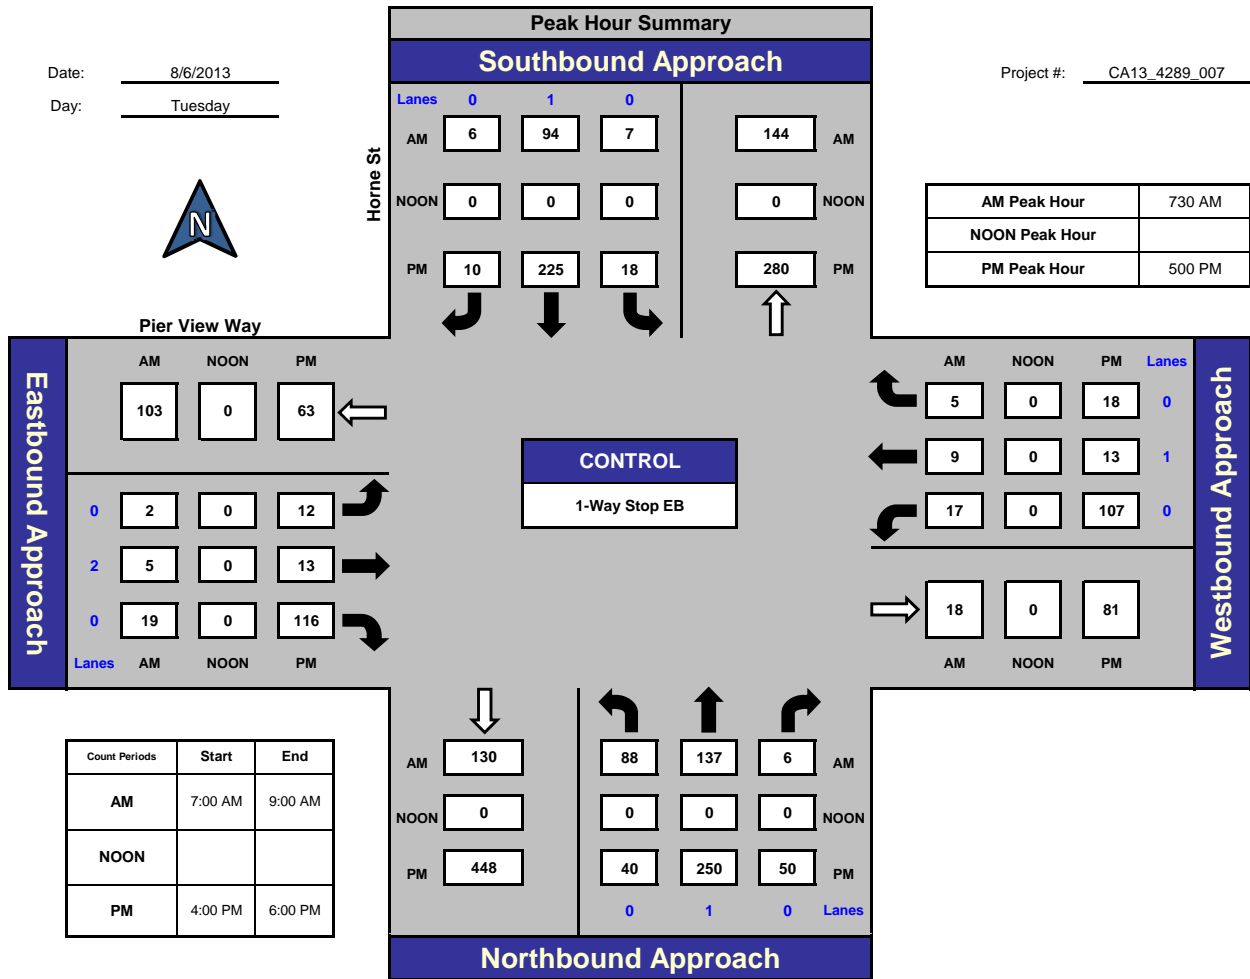 Peak Hour Summary
Southbound Approach
Date: 8/6/2013
Project #: CA13_4289_007
Day: Tuesday
Lanes 0 1 0
AM 6 94 7 144 AM
Horne St
NOON 0 0 0 0 NOON
PM 10 225 18 280 PM
N
AM Peak Hour 730 AM
NOON Peak Hour
PM Peak Hour 500 PM
Pier View Way
Eastbound Approach
AM NOON PM
103 0 63
0 2 0 12
2 5 0 13
0 19 0 116
Lanes AM NOON PM
CONTROL
1-Way Stop EB
AM NOON PM Lanes
5 0 18 0
9 0 13 1
17 0 107 0
18 0 81
AM NOON PM
Westbound Approach
Count Periods Start End
AM 7:00 AM 9:00 AM
NOON
PM 4:00 PM 6:00 PM
AM 130 88 137 6 AM
NOON 0 0 0 0 NOON
PM 448 40 250 50 PM
0 1 0 Lanes
Northbound Approach